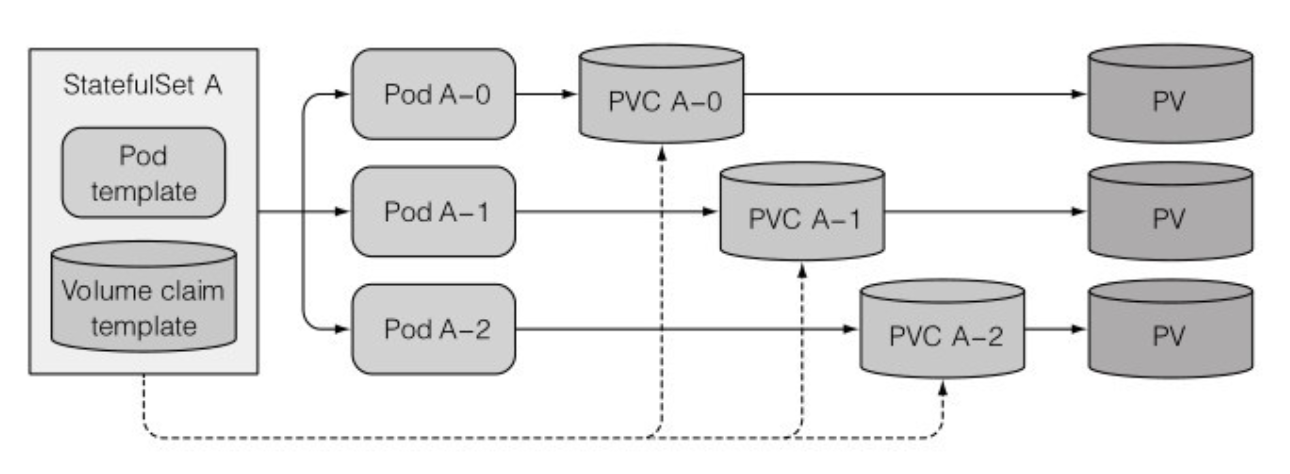 StatefulSet A
Pod
template
Volume claim
template
Pod A–0
PVC A–0
PV
Pod A–1
PVC A–1
PV
Pod A–2
PVC A–2
PV